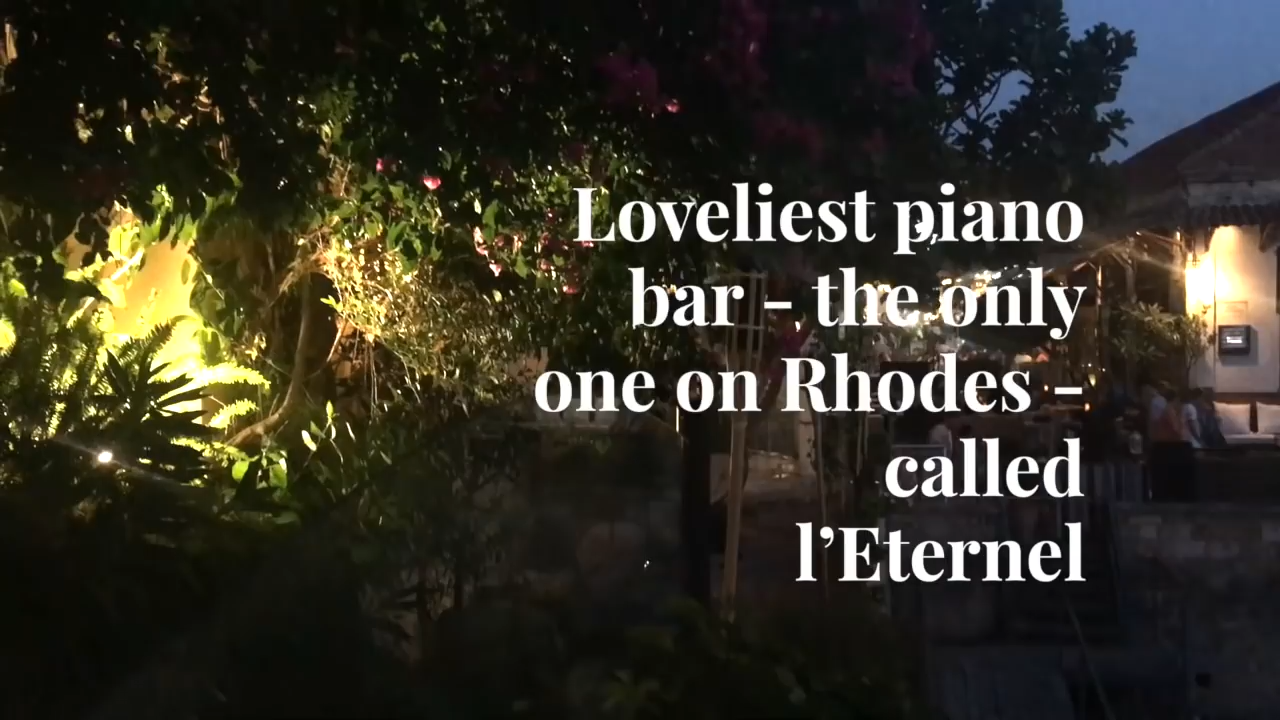 Loveliest piano
bar - the only
one on Rhodes -
called
l’Eternel